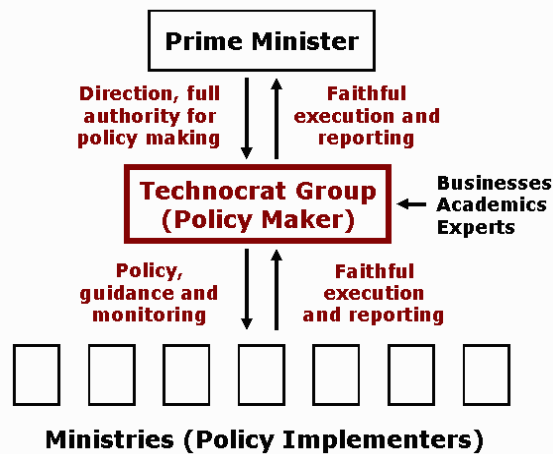 Prime Minister
Direction, full
authority for
policy making
Faithful
execution and
reporting
Technocrat Group
(Policy Maker)
Businesses
Academics
Experts
Policy,
guidance and
monitoring
Faithful
execution
and reporting
Ministries (Policy Implementers)